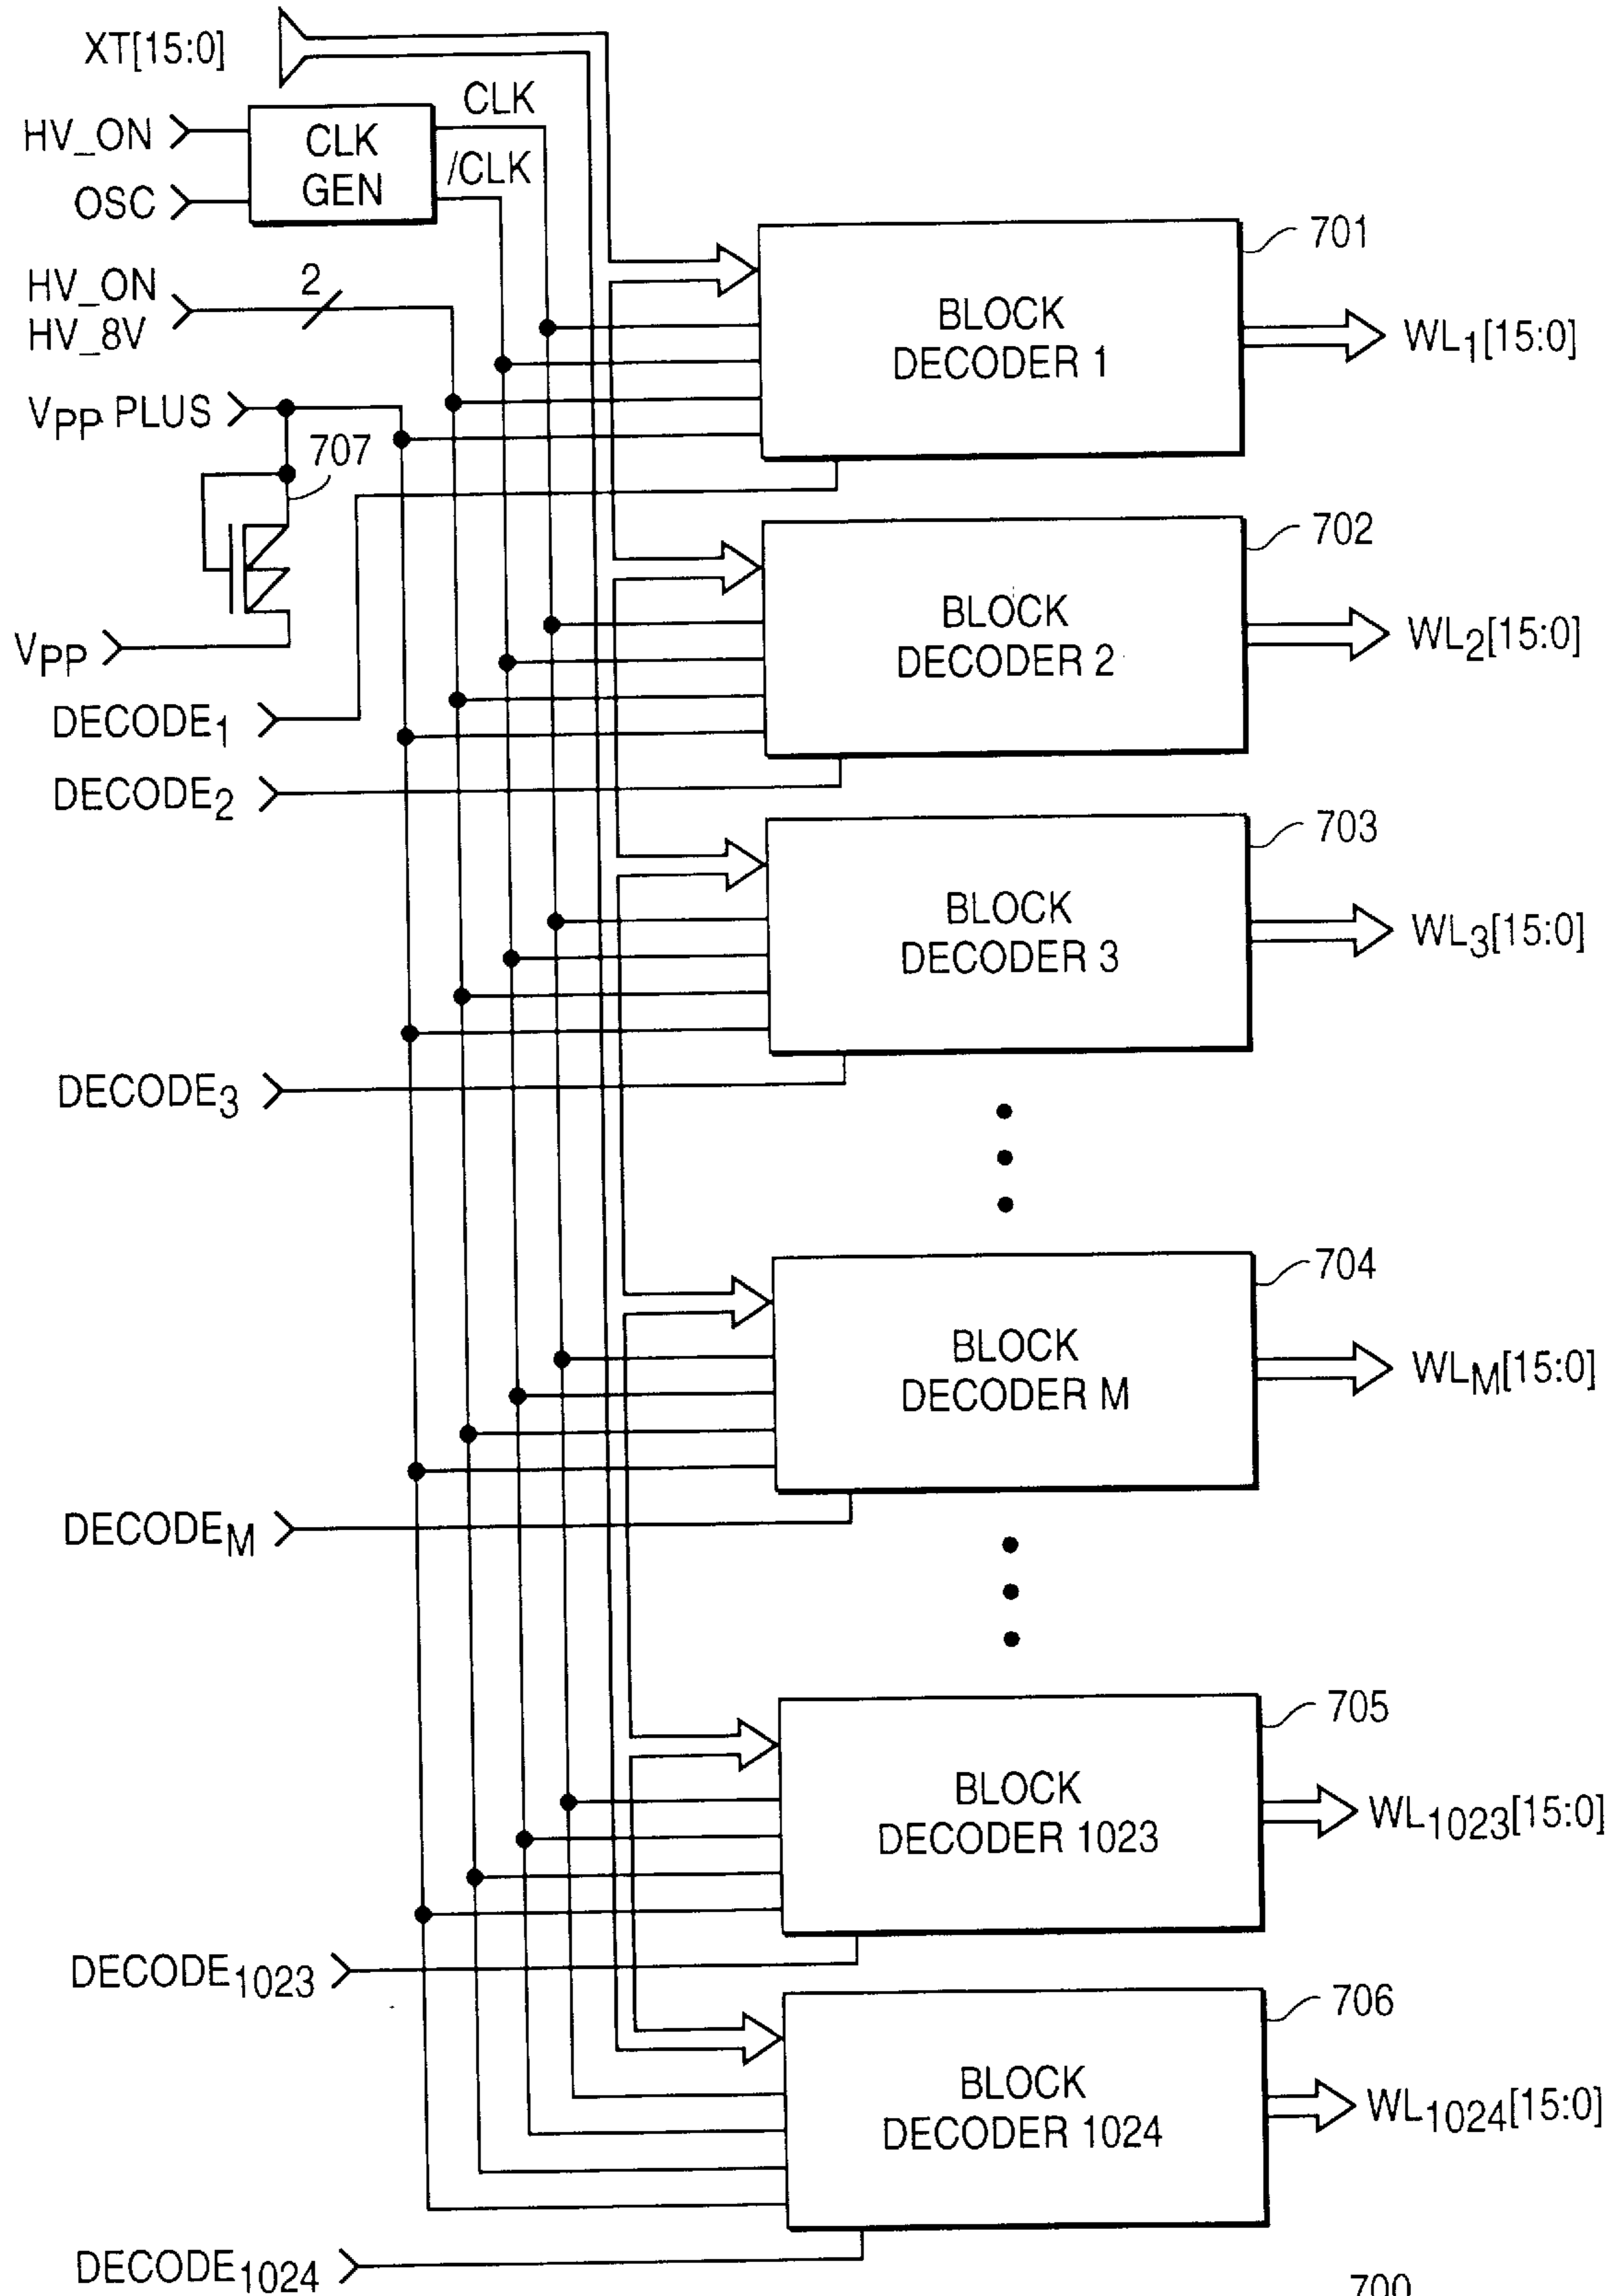 XT[15:0]
CLK
HV_ON
CLK
GEN
/CLK
OSC
701
HV_ON
HV_8V
2
BLOCK
DECODER 1
WL1[15:0]
VPP PLUS
707
702
BLOCK
DECODER 2
WL2[15:0]
VPP
DECODE1
DECODE2
703
BLOCK
DECODER 3
WL3[15:0]
DECODE3
704
BLOCK
DECODER M
WLM[15:0]
DECODEM
705
BLOCK
DECODER 1023
WL1023[15:0]
DECODE1023
706
BLOCK
DECODER 1024
WL1024[15:0]
DECODE1024
700